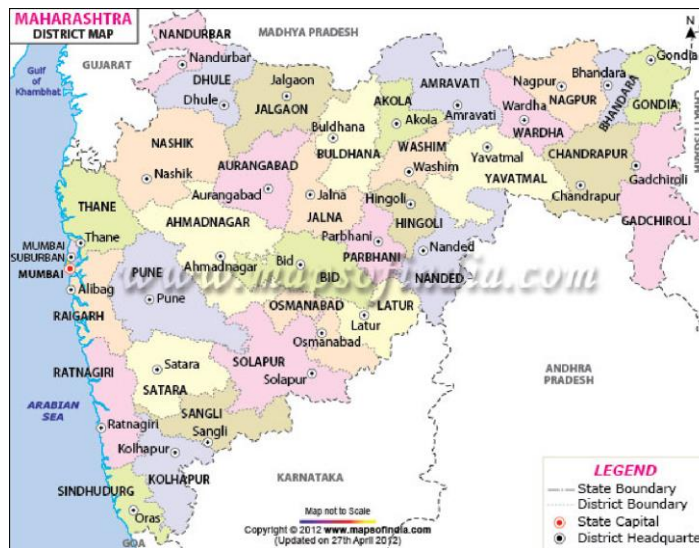 MAHARASHTRA
DISTRICT MAP
N
NANDURBAR
MADHYA PRADESH
Nandurbar
GUJARAT
Gulf
of
Khambhat
DHULE
Dhule
Jalgaon
JALGAON
AKOLA
Akola
AMRAVATI
Amravati
Nagpur
NAGPUR
Bhandara
BHANDARA
Gondia
GONDIA
Wardha
WARDHA
Buldhana
BULDHANA
WASHIM
Washim
Yavatmal
YAVATMAL
CHANDRAPUR
Chandrapur
Gadchiroli
GADCHIROLI
NASHIK
Nashik
AURANGABAD
Aurangabad
Jalna
JALNA
Hingoli
HINGOLI
Parbhani
PARBHANI
Nanded
NANDED
THANE
Thane
AHMADNAGAR
Ahmadnagar
MUMBAI
SUBURBAN
MUMBAI
Alibag
RAIGARH
PUNE
Pune
Bid
BID
www.mapsofindia.com
OSMANABAD
Osmanabad
LATUR
Latur
RATNAGIRI
Ratnagiri
Satara
SATARA
SOLAPUR
Solapur
ANDHRA
PRADESH
ARABIAN
SEA
SANGLI
Sangli
Kolhapur
KOLHAPUR
KARNATAKA
SINDHUDURG
Oras
GOA
Map not to Scale
Copyright © 2012 www.mapsofindia.com
(Updated on 27th April 2012)
LEGEND
State Boundary
District Boundary
State Capital
District Headquarte